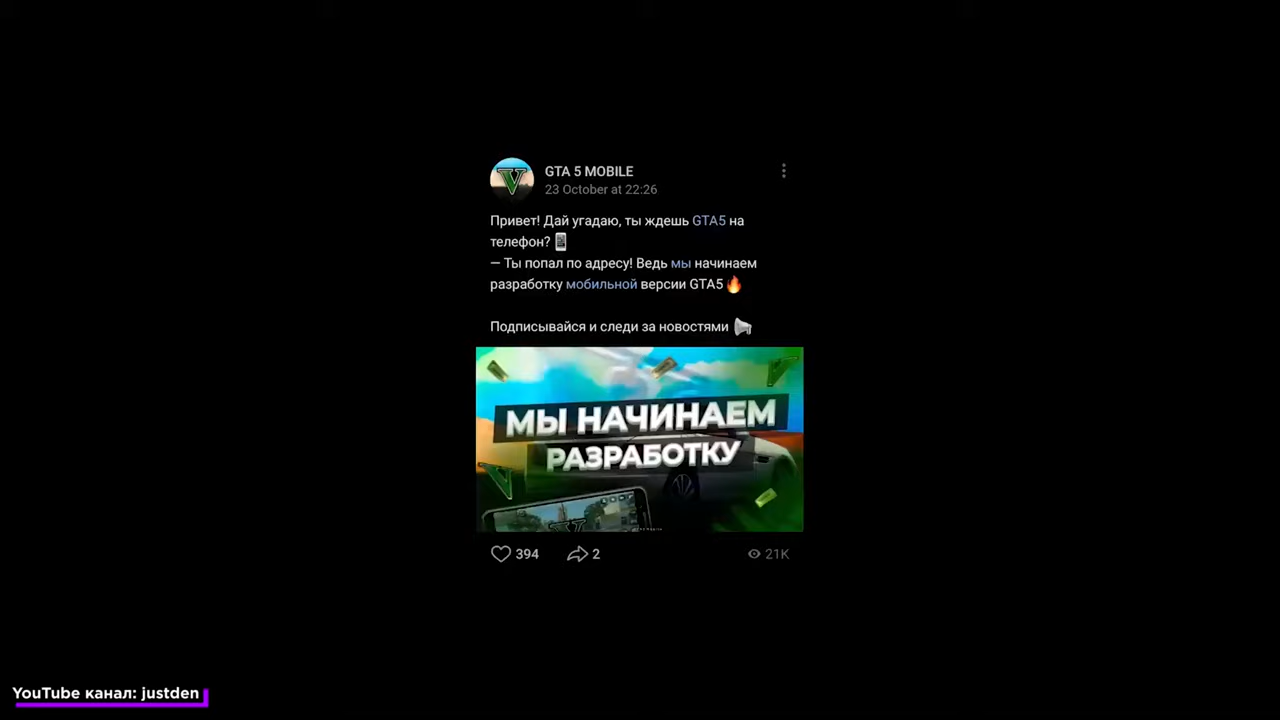 GTA 5 MOBILE
23 October at 22:26
Привет! Дай угадаю, ты ждешь GTA5 на
телефон?
— Ты попал по адресу! Ведь мы начинаем
разработку мобильной версии GTA5
Подписывайся и следи за новостями
МЫ НАЧИНАЕМ
РАЗРАБОТКУ
394
2
21K
YouTube канал: justden